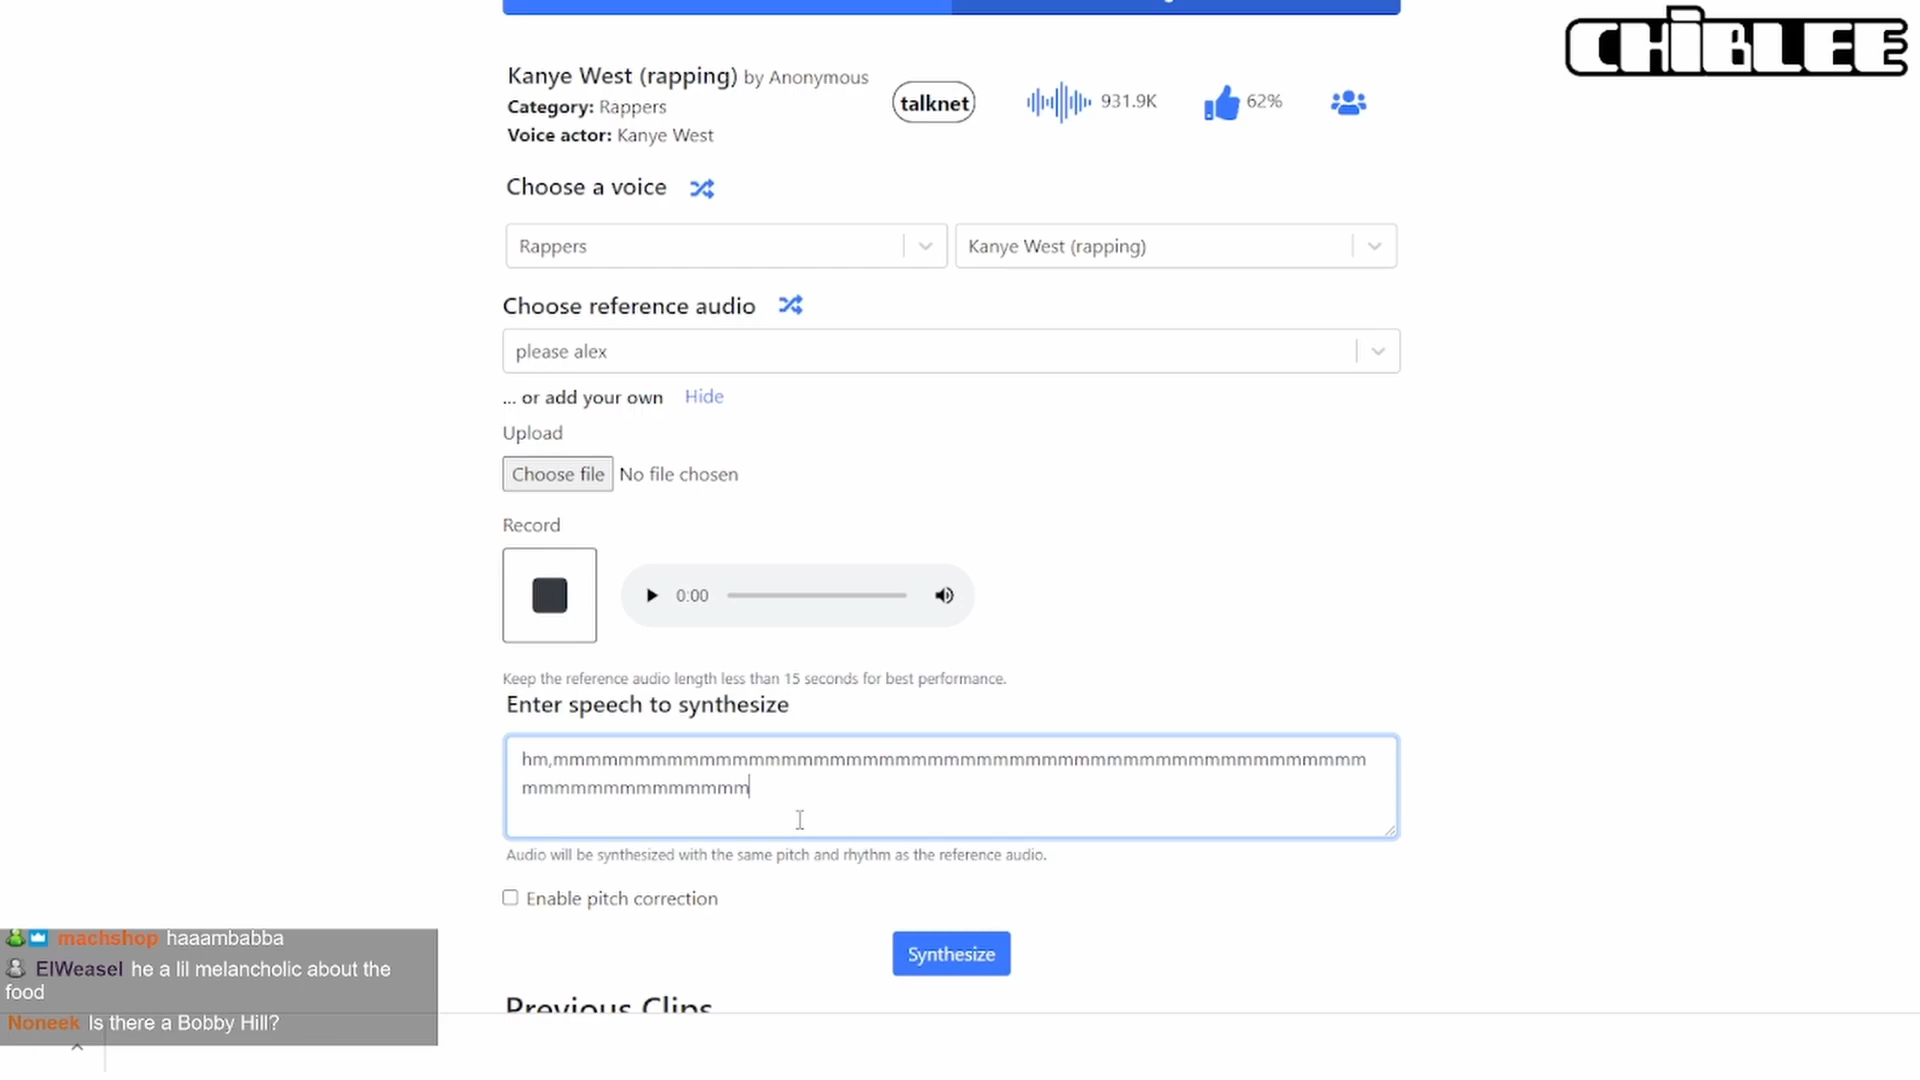 CHIBLEE
Kanye West (rapping) by Anonymous
Category: Rappers
Voice actor: Kanye West
talknet
931.9K
62%
Choose a voice
Rappers
Kanye West (rapping)
Choose reference audio
please alex
... or add your own Hide
Upload
Choose file No file chosen
Record
0:00
Keep the reference audio length less than 15 seconds for best performance.
Enter speech to synthesize
hm,mmmmmmmmmmmmmmmmmmmmmmmmmmmmmmmmmmmmmmmmmmmmmmmmmm
mmmmmmmmmmmmmm
Audio will be synthesized with the same pitch and rhythm as the reference audio.
Enable pitch correction
Synthesize
Previous Clips
machshop haaambabba
ElWeasel he a lil melancholic about the
food
Noneek Is there a Bobby Hill?